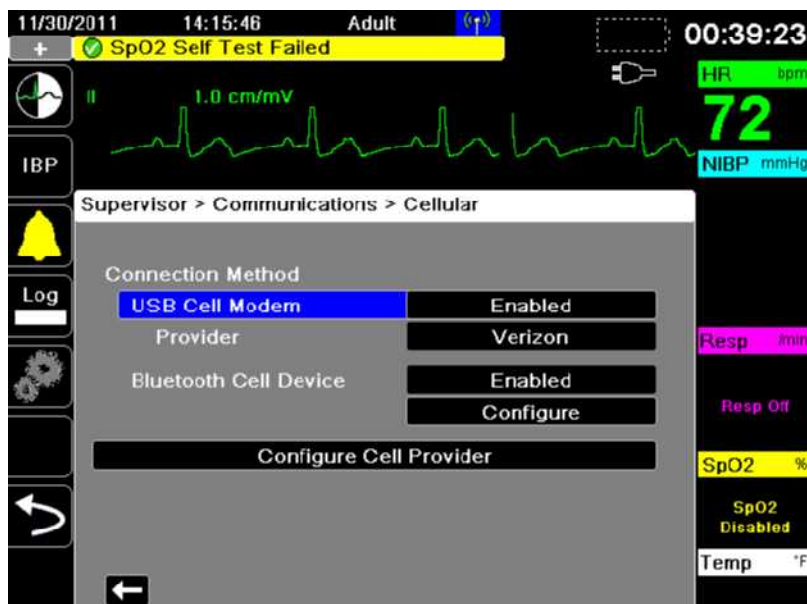 11/30/2011 14:15:46 Adult
00:39:23
+ SpO2 Self Test Failed
HR bpm
II 1.0 cm/mV
72
IBP
NIBP mmHg
Supervisor > Communications > Cellular
Connection Method
Log
USB Cell Modem Enabled
Provider Verizon
Resp /min
Bluetooth Cell Device Enabled
Configure
Resp Off
Configure Cell Provider
SpO2 %
SpO2
Disabled
Temp °F